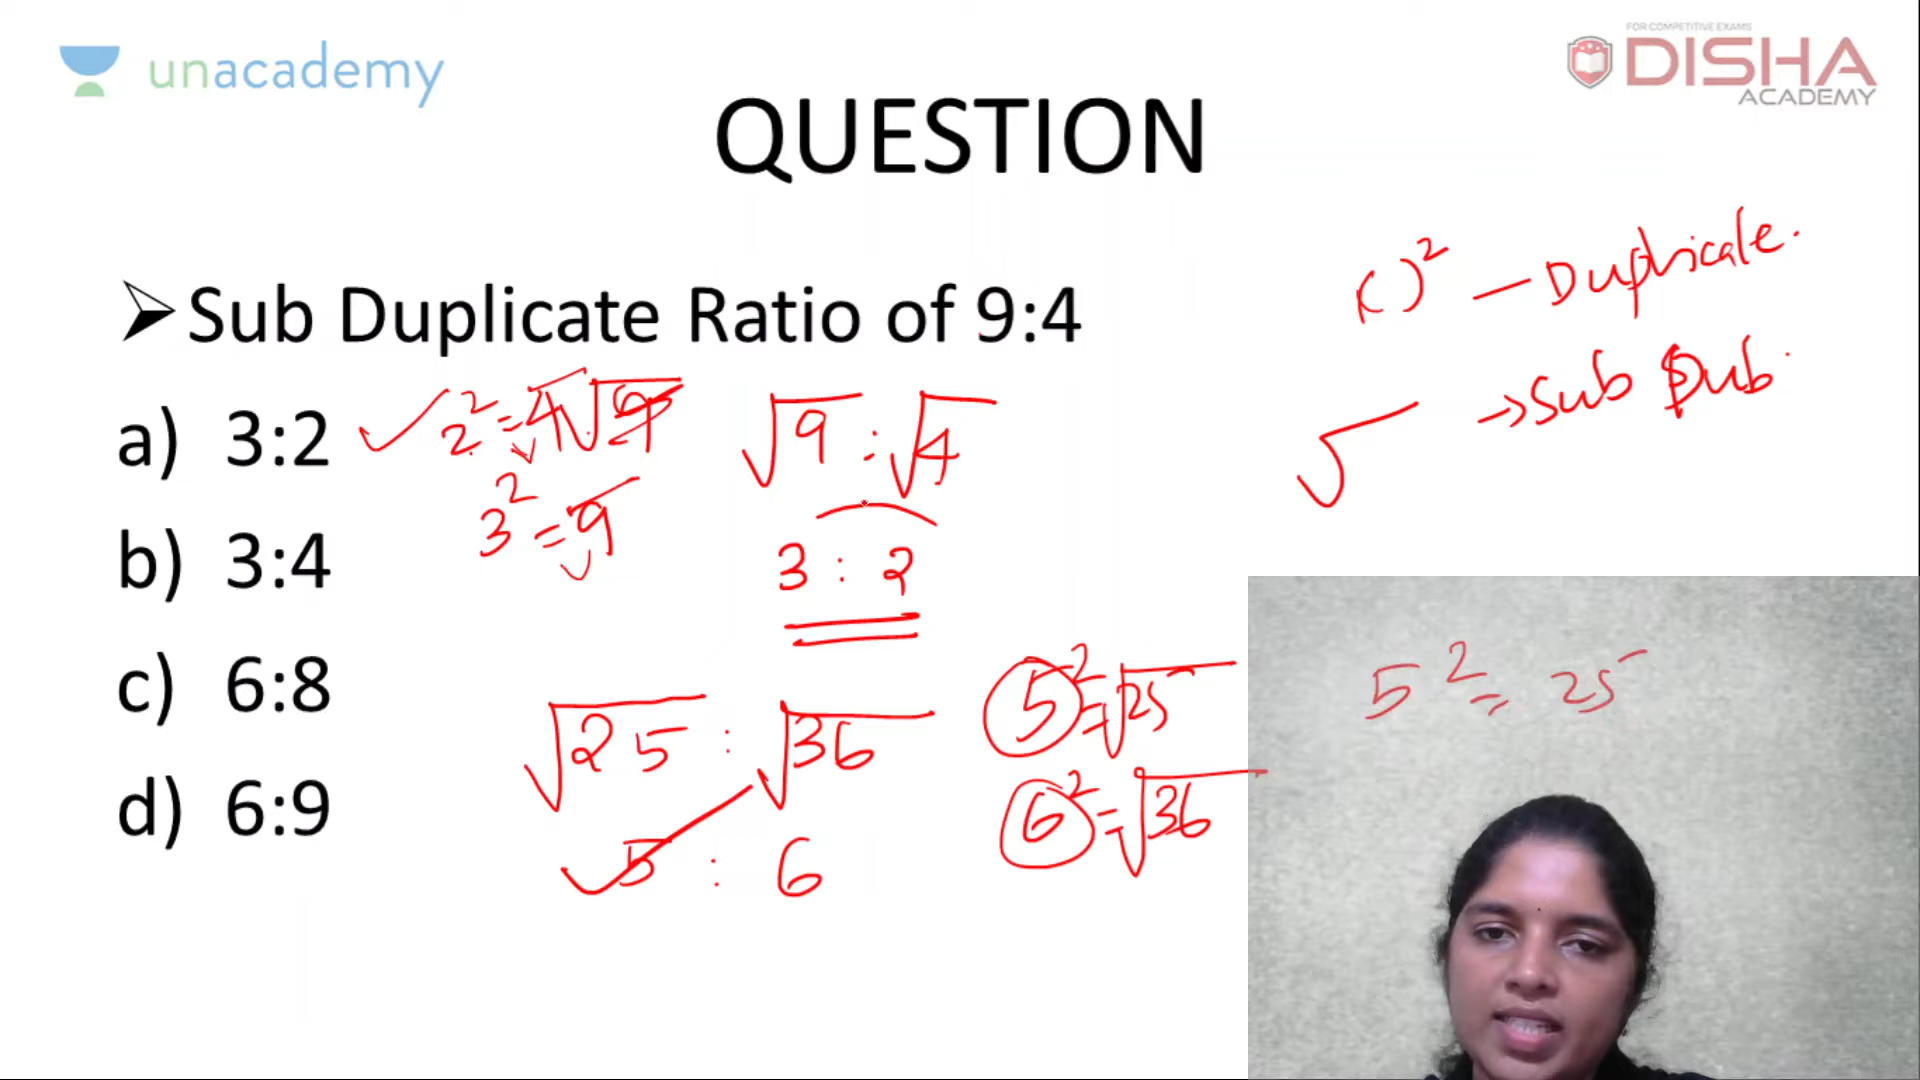 unacademy
FOR COMPETITIVE EXAMS
DISHA
ACADEMY
QUESTION
( )² – Duplicate.
√ → Sub Dub.
➢ Sub Duplicate Ratio of 9:4
a) 3:2
b) 3:4
c) 6:8
d) 6:9
2² = √4
3² = √9
√9 : √4
3 : 2
√25 : √36
5 : 6
5² = √25
6² = √36
5² = 25